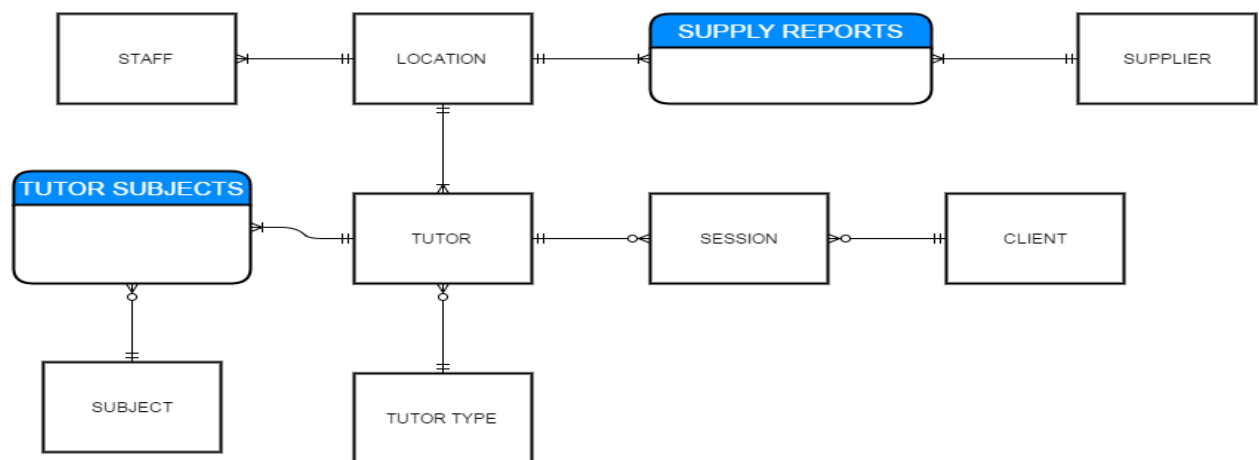 STAFF
LOCATION
SUPPLY REPORTS
SUPPLIER
TUTOR SUBJECTS
TUTOR
SESSION
CLIENT
SUBJECT
TUTOR TYPE